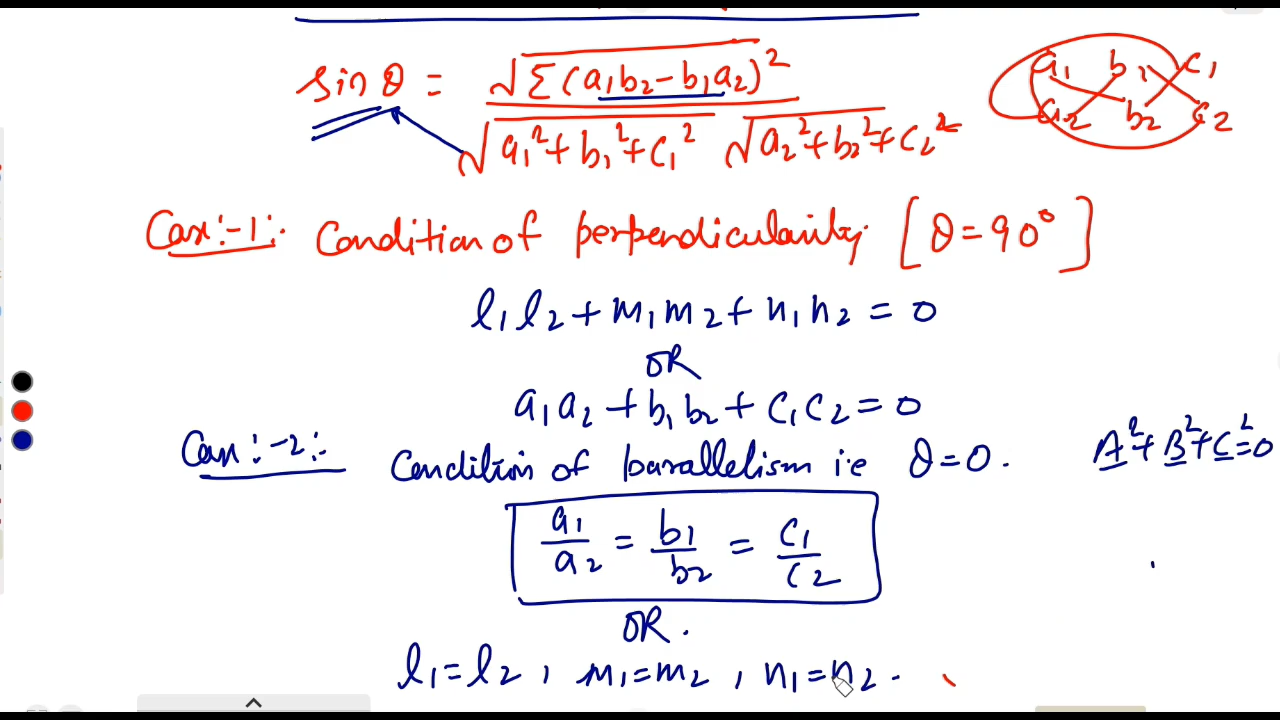 sin θ = √Σ(a₁b₂ - b₁a₂)² / √a₁²+b₁²+c₁² √a₂²+b₂²+c₂²
a₁ b₁ c₁
a₂ b₂ c₂
Case:-1:- Condition of perpendicularity [θ = 90°]
l₁l₂ + m₁m₂ + n₁n₂ = 0
OR
a₁a₂ + b₁b₂ + c₁c₂ = 0
Case:-2:- Condition of parallelism i.e θ = 0.
A² + B² + C² = 0
a₁/a₂ = b₁/b₂ = c₁/c₂
OR.
l₁ = l₂, m₁ = m₂, n₁ = n₂.